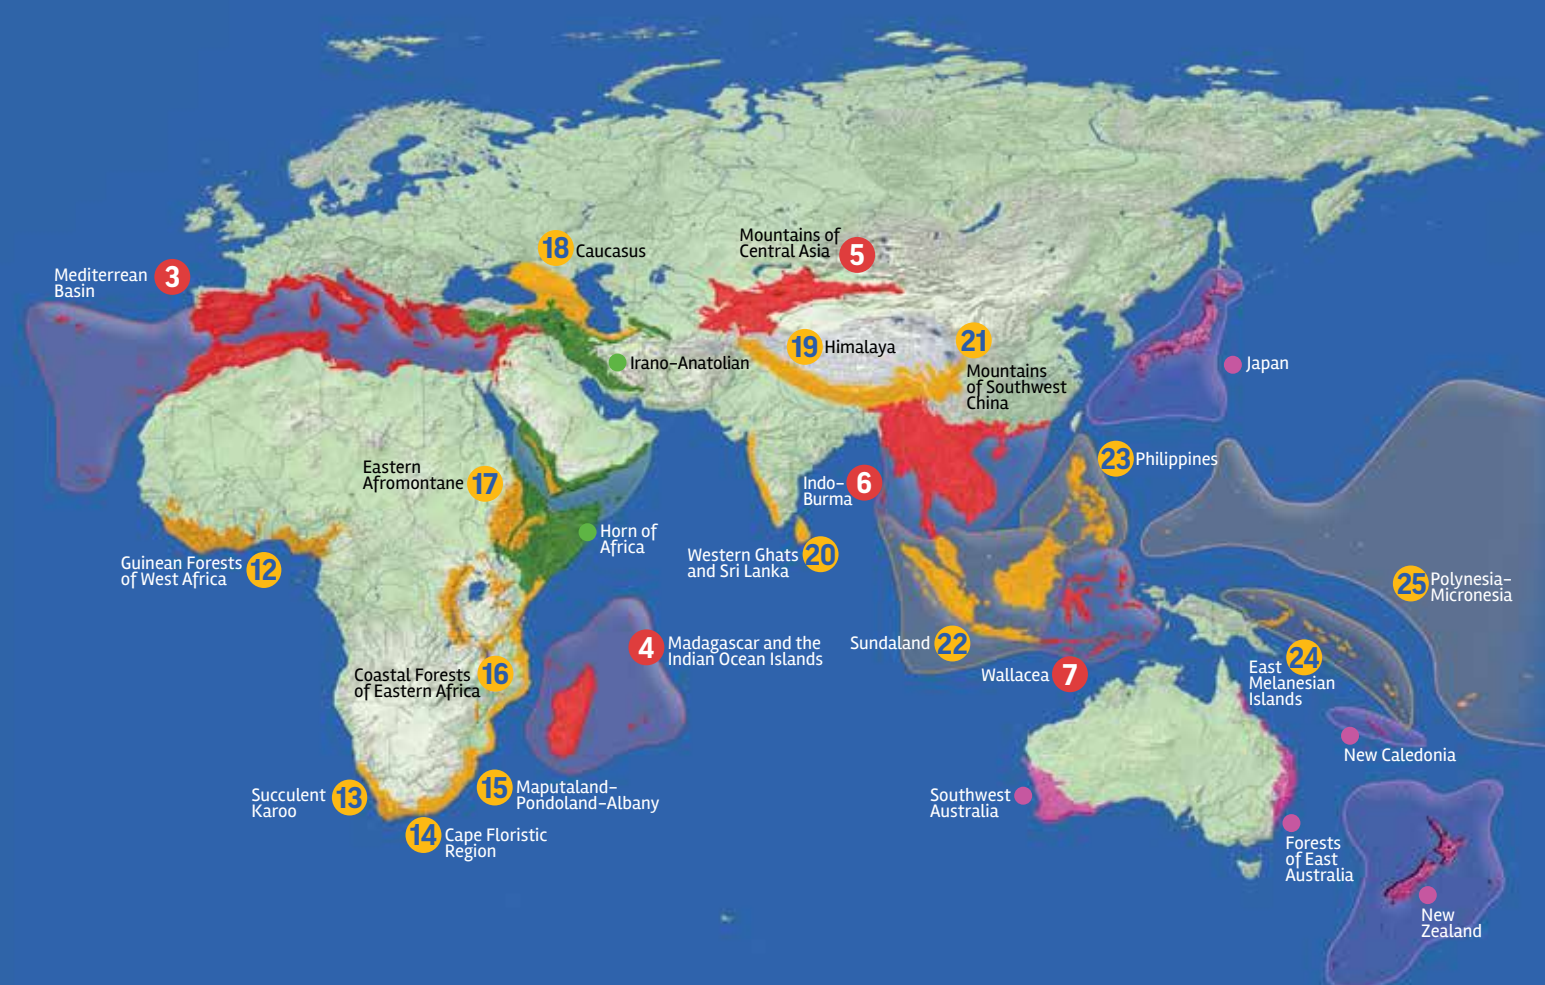 18 Caucasus
Mountains of
Central Asia 5
Mediterrean
Basin 3
19 Himalaya
21
Mountains
of Southwest
China
Irano-Anatolian
Japan
Eastern
Afromontane 17
23 Philippines
Indo-
Burma 6
Horn of
Africa
Guinean Forests
of West Africa 12
Western Ghats
and Sri Lanka 20
25 Polynesia-
Micronesia
4 Madagascar and the
Indian Ocean Islands
Sundaland 22
Wallacea 7
East 24
Melanesian
Islands
Coastal Forests
of Eastern Africa 16
New Caledonia
Succulent
Karoo 13
15 Maputaland-
Pondoland-Albany
Southwest
Australia
14 Cape Floristic
Region
Forests
of East
Australia
New
Zealand